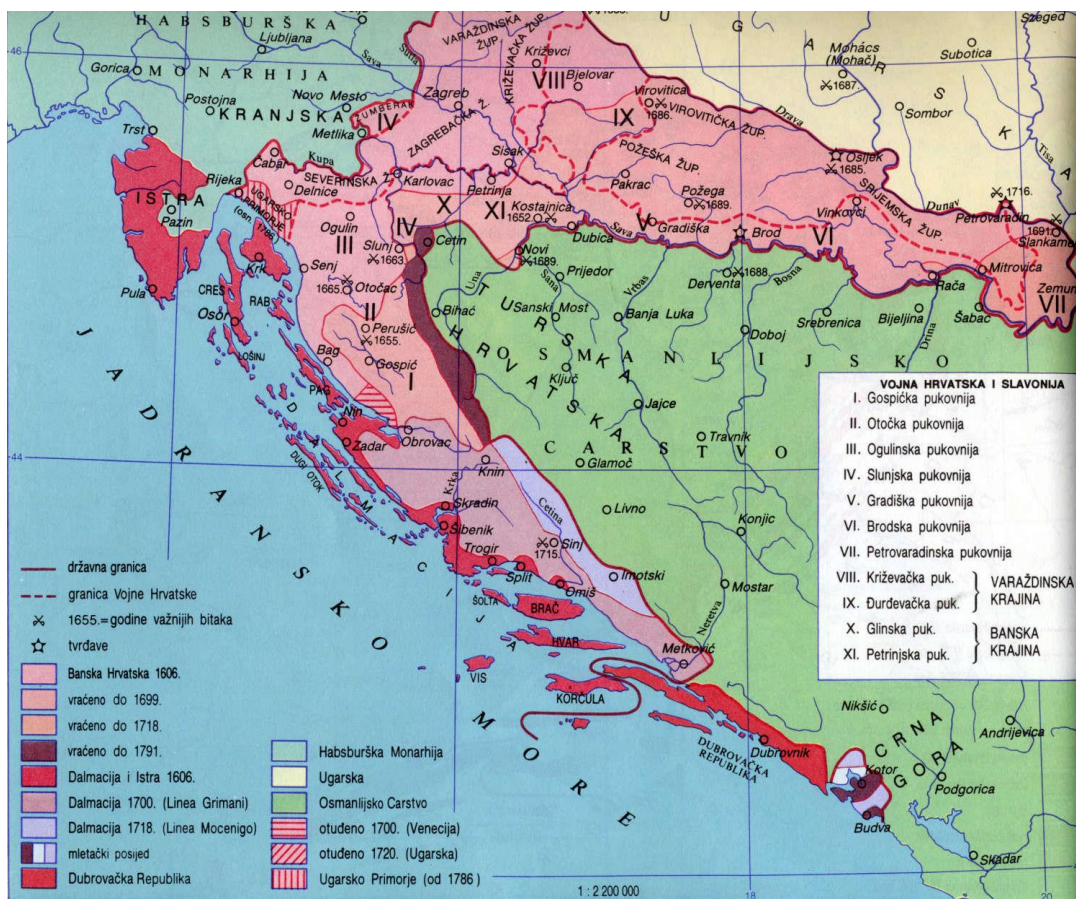 HABSBURŠKA
MONARHIJA
Ljubljana
Gorica
Postojna
Novo Mesto
KRANJSKA
Metlika
Trst
ŽUMBERAK
IV
Sava
Sutla
VARAŽDINSKA
ŽUP.
KRIŽEVAČKA ŽUP.
Križevci
VIII
Bjelovar
Zagreb
ZAGREBAČKA Ž.
Sisak
IX
Virovitica
1686.
VIROVITIČKA ŽUP.
POŽEŠKA ŽUP.
Pakrac
Požega
1689.
Drava
U G A R S K A
Mohács
(Mohač)
1687.
Szeged
Subotica
Sombor
Tisa
Osijek
1685.
SRIJEMSKA ŽUP.
Vinkovci
Dunav
1716.
Petrovaradin
1691.
Slankamen
Mitrovica
Zemun
VII
Rača
Šabac
Kupa
Čabar
SEVERINSKA Ž.
Delnice
Karlovac
Petrinja
X
XI
Kostajnica
1652.
Dubica
V
Gradiška
Sava
Brod
VI
Rijeka
UGARSKO
PRIMORJE
(osn. 1786.)
ISTRA
Pazin
Pula
Ogulin
III
IV
Slunj
1663.
Cetin
Novi
1689.
Prijedor
Una
Sana
Vrbas
Derventa
1688.
Bosna
Senj
1665.
Otočac
II
Krk
CRES
RAB
Osor
LOŠINJ
Bihać
Sanski Most
Banja Luka
Doboj
Srebrenica
Bijeljina
Drina
Perušić
1655.
Bag
Gospić
I
PAG
TURSKA
HRVATSKA
OSMANLIJSKO
CARSTVO
Ključ
Jajce
Travnik
Glamoč
Nin
Zadar
Obrovac
DUGI OTOK
DALMACIJA
Knin
Krka
Skradin
Šibenik
Cetina
Livno
Konjic
Trogir
Split
1715.
Sinj
Omiš
Imotski
Mostar
Neretva
ŠOLTA
BRAČ
HVAR
VIS
KORČULA
Metković
JADRANSKO
MORE
DUBROVAČKA
REPUBLIKA
Dubrovnik
Nikšić
CRNA
GORA
Andrijevica
Kotor
Podgorica
Budva
Skadar
46
44
18
20
VOJNA HRVATSKA I SLAVONIJA
I. Gospićka pukovnija
II. Otočka pukovnija
III. Ogulinska pukovnija
IV. Slunjska pukovnija
V. Gradiška pukovnija
VI. Brodska pukovnija
VII. Petrovaradinska pukovnija
VIII. Križevačka puk.
IX. Đurđevačka puk.
VARAŽDINSKA
KRAJINA
X. Glinska puk.
XI. Petrinjska puk.
BANSKA
KRAJINA
državna granica
granica Vojne Hrvatske
1655.=godine važnijih bitaka
tvrđave
Banska Hrvatska 1606.
vraćeno do 1699.
vraćeno do 1718.
vraćeno do 1791.
Dalmacija i Istra 1606.
Dalmacija 1700. (Linea Grimani)
Dalmacija 1718. (Linea Mocenigo)
mletački posjed
Dubrovačka Republika
Habsburška Monarhija
Ugarska
Osmanlijsko Carstvo
otuđeno 1700. (Venecija)
otuđeno 1720. (Ugarska)
Ugarsko Primorje (od 1786)
1 : 2 200 000